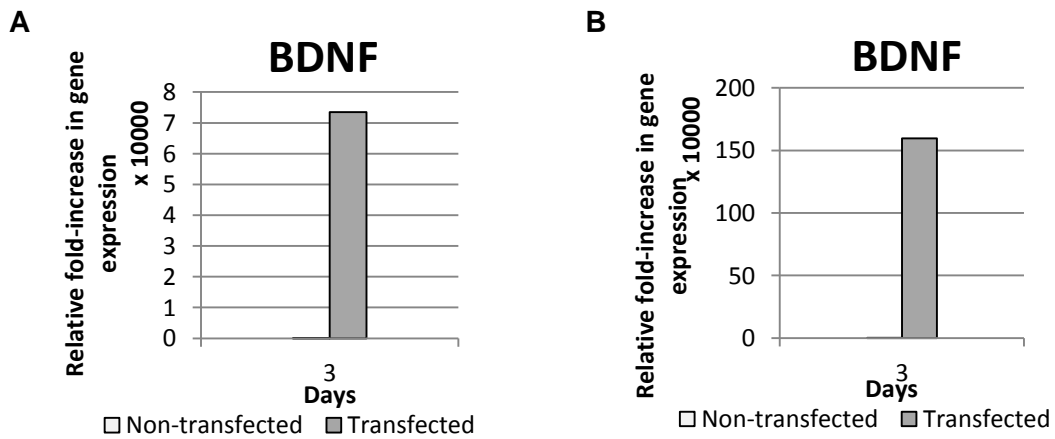 A
BDNF
Relative fold-increase in gene
expression
x 10000
8
7
6
5
4
3
2
1
0
3
Days
Non-transfected Transfected
B
BDNF
Relative fold-increase in gene
expression
x 10000
200
150
100
50
0
3
Days
Non-transfected Transfected